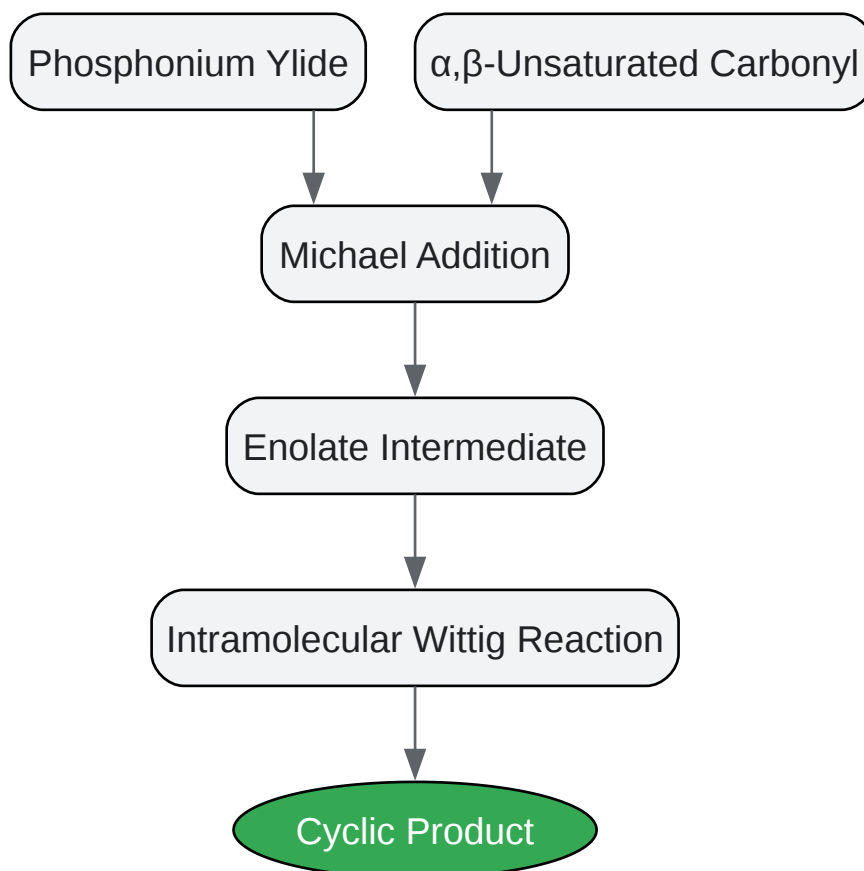 Phosphonium Ylide
α,β-Unsaturated Carbonyl
Michael Addition
Enolate Intermediate
Intramolecular Wittig Reaction
Cyclic Product